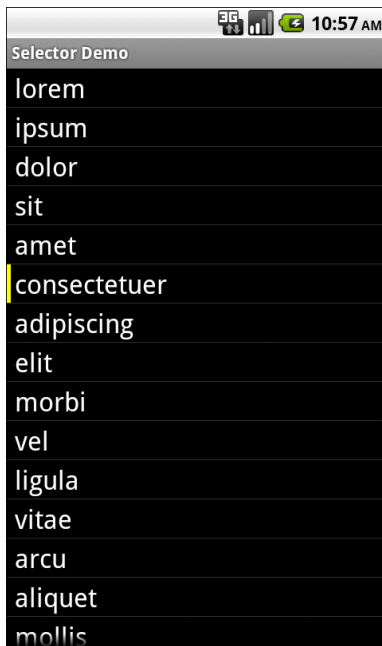 3G 10:57 AM
Selector Demo
lorem
ipsum
dolor
sit
amet
consectetuer
adipiscing
elit
morbi
vel
ligula
vitae
arcu
aliquet
mollis